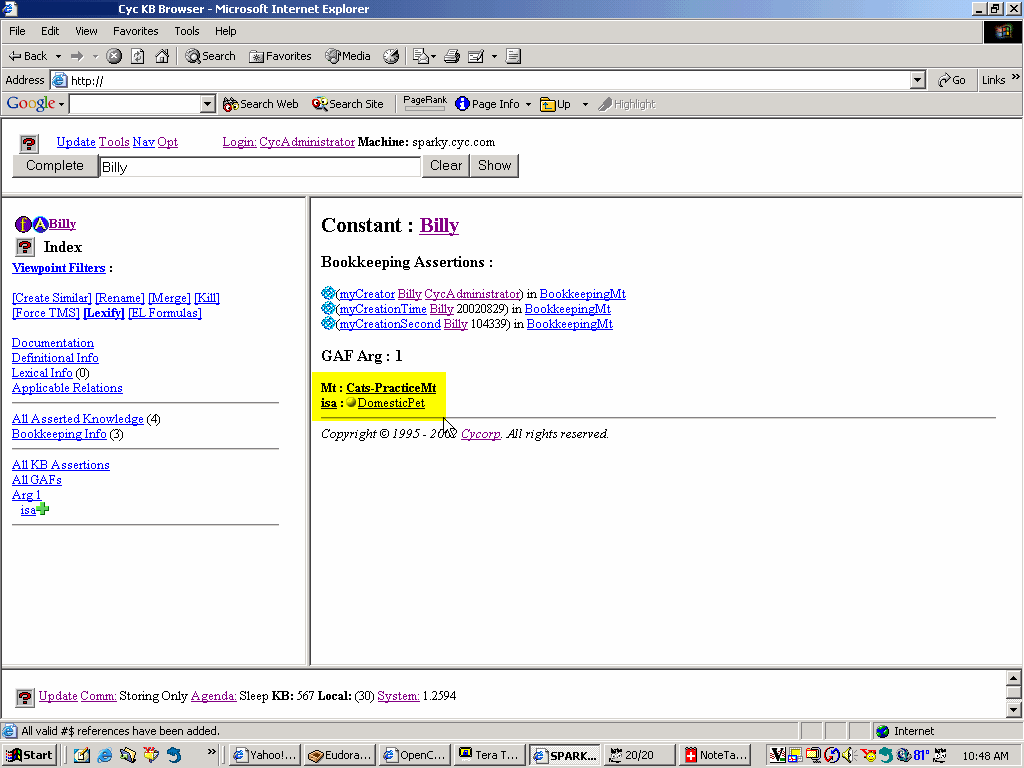 Cyc KB Browser - Microsoft Internet Explorer
File Edit View Favorites Tools Help
Back Search Favorites Media
Address http:// Go Links »
Google Search Web Search Site PageRank Page Info Up Highlight
Update Tools Nav Opt Login: CycAdministrator Machine: sparky.cyc.com
Complete Billy Clear Show
f A Billy
? Index
Viewpoint Filters :
[Create Similar] [Rename] [Merge] [Kill]
[Force TMS] [Lexify] [EL Formulas]
Documentation
Definitional Info
Lexical Info (0)
Applicable Relations
All Asserted Knowledge (4)
Bookkeeping Info (3)
All KB Assertions
All GAFs
Arg 1
isa
Constant : Billy
Bookkeeping Assertions :
(myCreator Billy CycAdministrator) in BookkeepingMt
(myCreationTime Billy 20020829) in BookkeepingMt
(myCreationSecond Billy 104339) in BookkeepingMt
GAF Arg : 1
Mt : Cats-PracticeMt
isa : DomesticPet
Copyright © 1995 - 2002 Cycorp. All rights reserved.
? Update Comm: Storing Only Agenda: Sleep KB: 567 Local: (30) System: 1.2594
All valid #$ references have been added. Internet
Start » Yahoo!... Eudora... OpenC... Tera T... SPARK... 20/20 NoteTa... 81° 10:48 AM